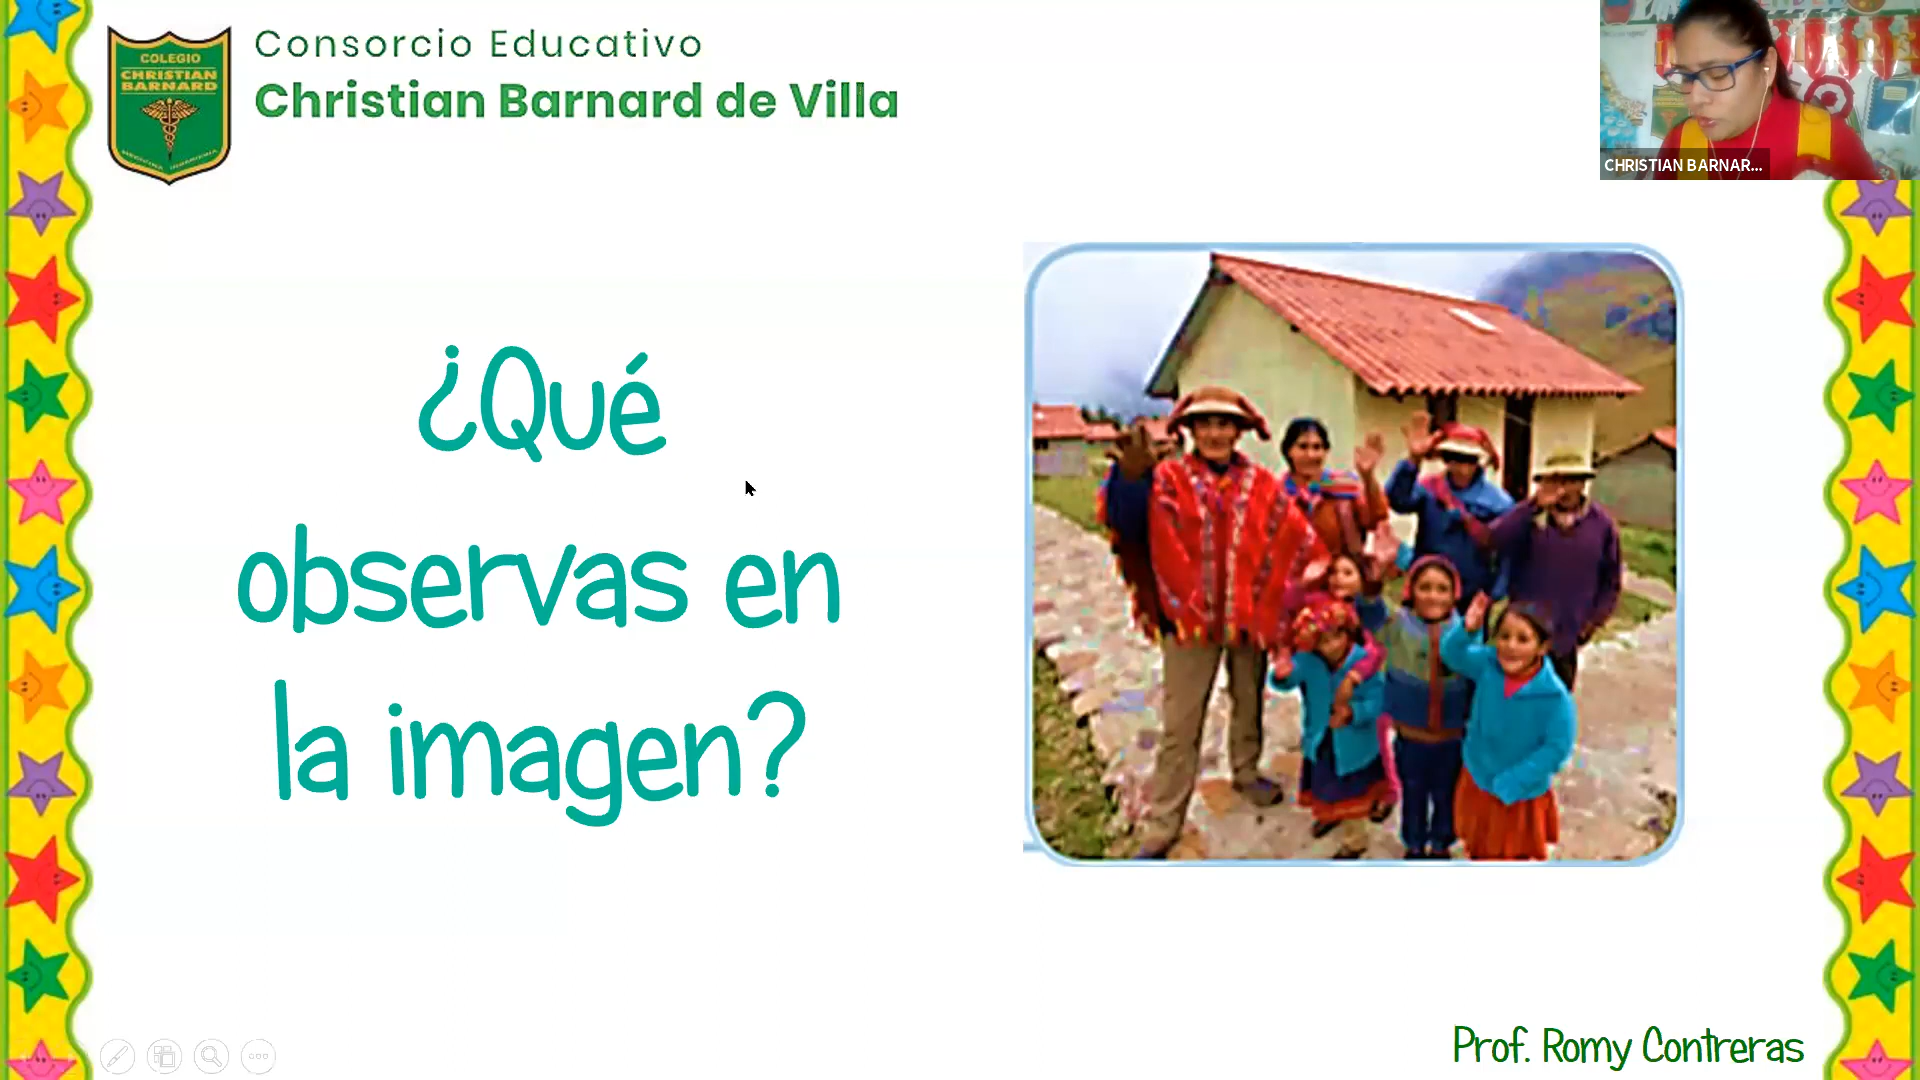 COLEGIO
CHRISTIAN
BARNARD
Consorcio Educativo
Christian Barnard de Villa
CHRISTIAN BARNAR...
¿Qué
observas en
la imagen?
Prof. Romy Contreras